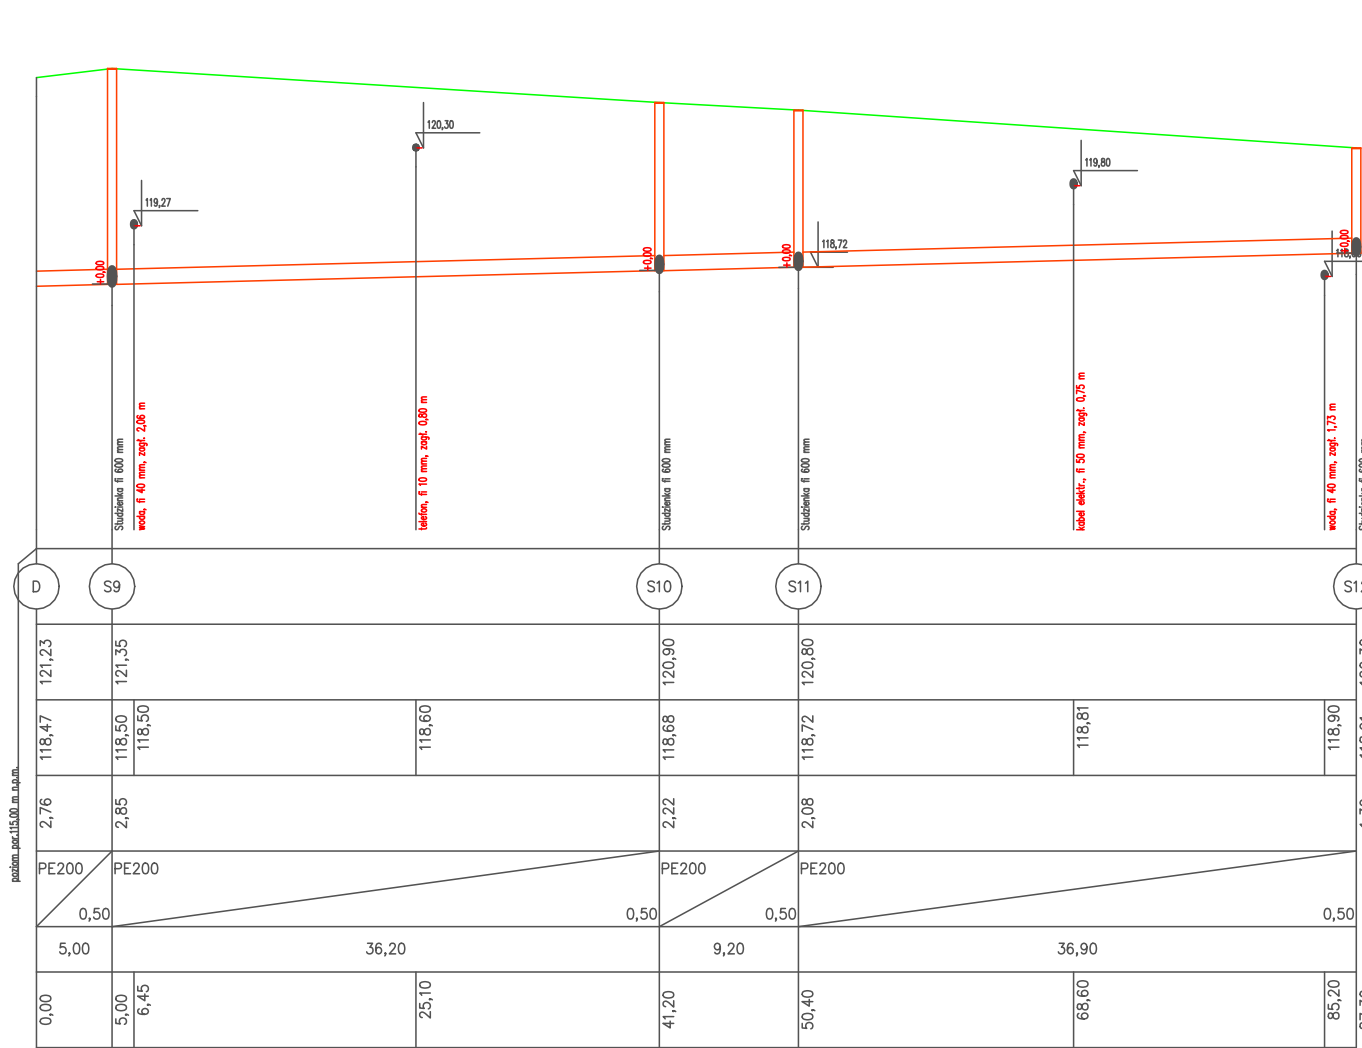 120,30
119,80
119,27
118,72
+0,00
+0,00
+0,00
+0,00
Studzienka fi 600 mm
woda, fi 40 mm, zagł. 2,06 m
telefon, fi 10 mm, zagł. 0,80 m
Studzienka fi 600 mm
Studzienka fi 600 mm
kabel elektr., fi 50 mm, zagł. 0,75 m
woda, fi 40 mm, zagł. 1,73 m
D S9 S10 S11 S12
121,23 121,35 120,90 120,80
118,47 118,50 118,50 118,60 118,68 118,72 118,81 118,90
2,76 2,85 2,22 2,08
PE200 PE200 PE200 PE200
0,50 0,50 0,50 0,50
5,00 36,20 9,20 36,90
0,00 5,00 6,45 25,10 41,20 50,40 68,60 85,20
poziom por.115,00 m n.p.m.